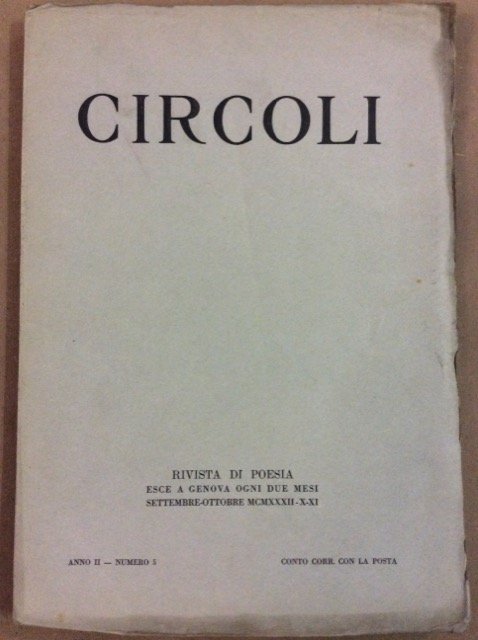 CIRCOLI
RIVISTA DI POESIA
ESCE A GENOVA OGNI DUE MESI
SETTEMBRE-OTTOBRE MCMXXXII-X-XI
ANNO II — NUMERO 5
CONTO CORR. CON LA POSTA